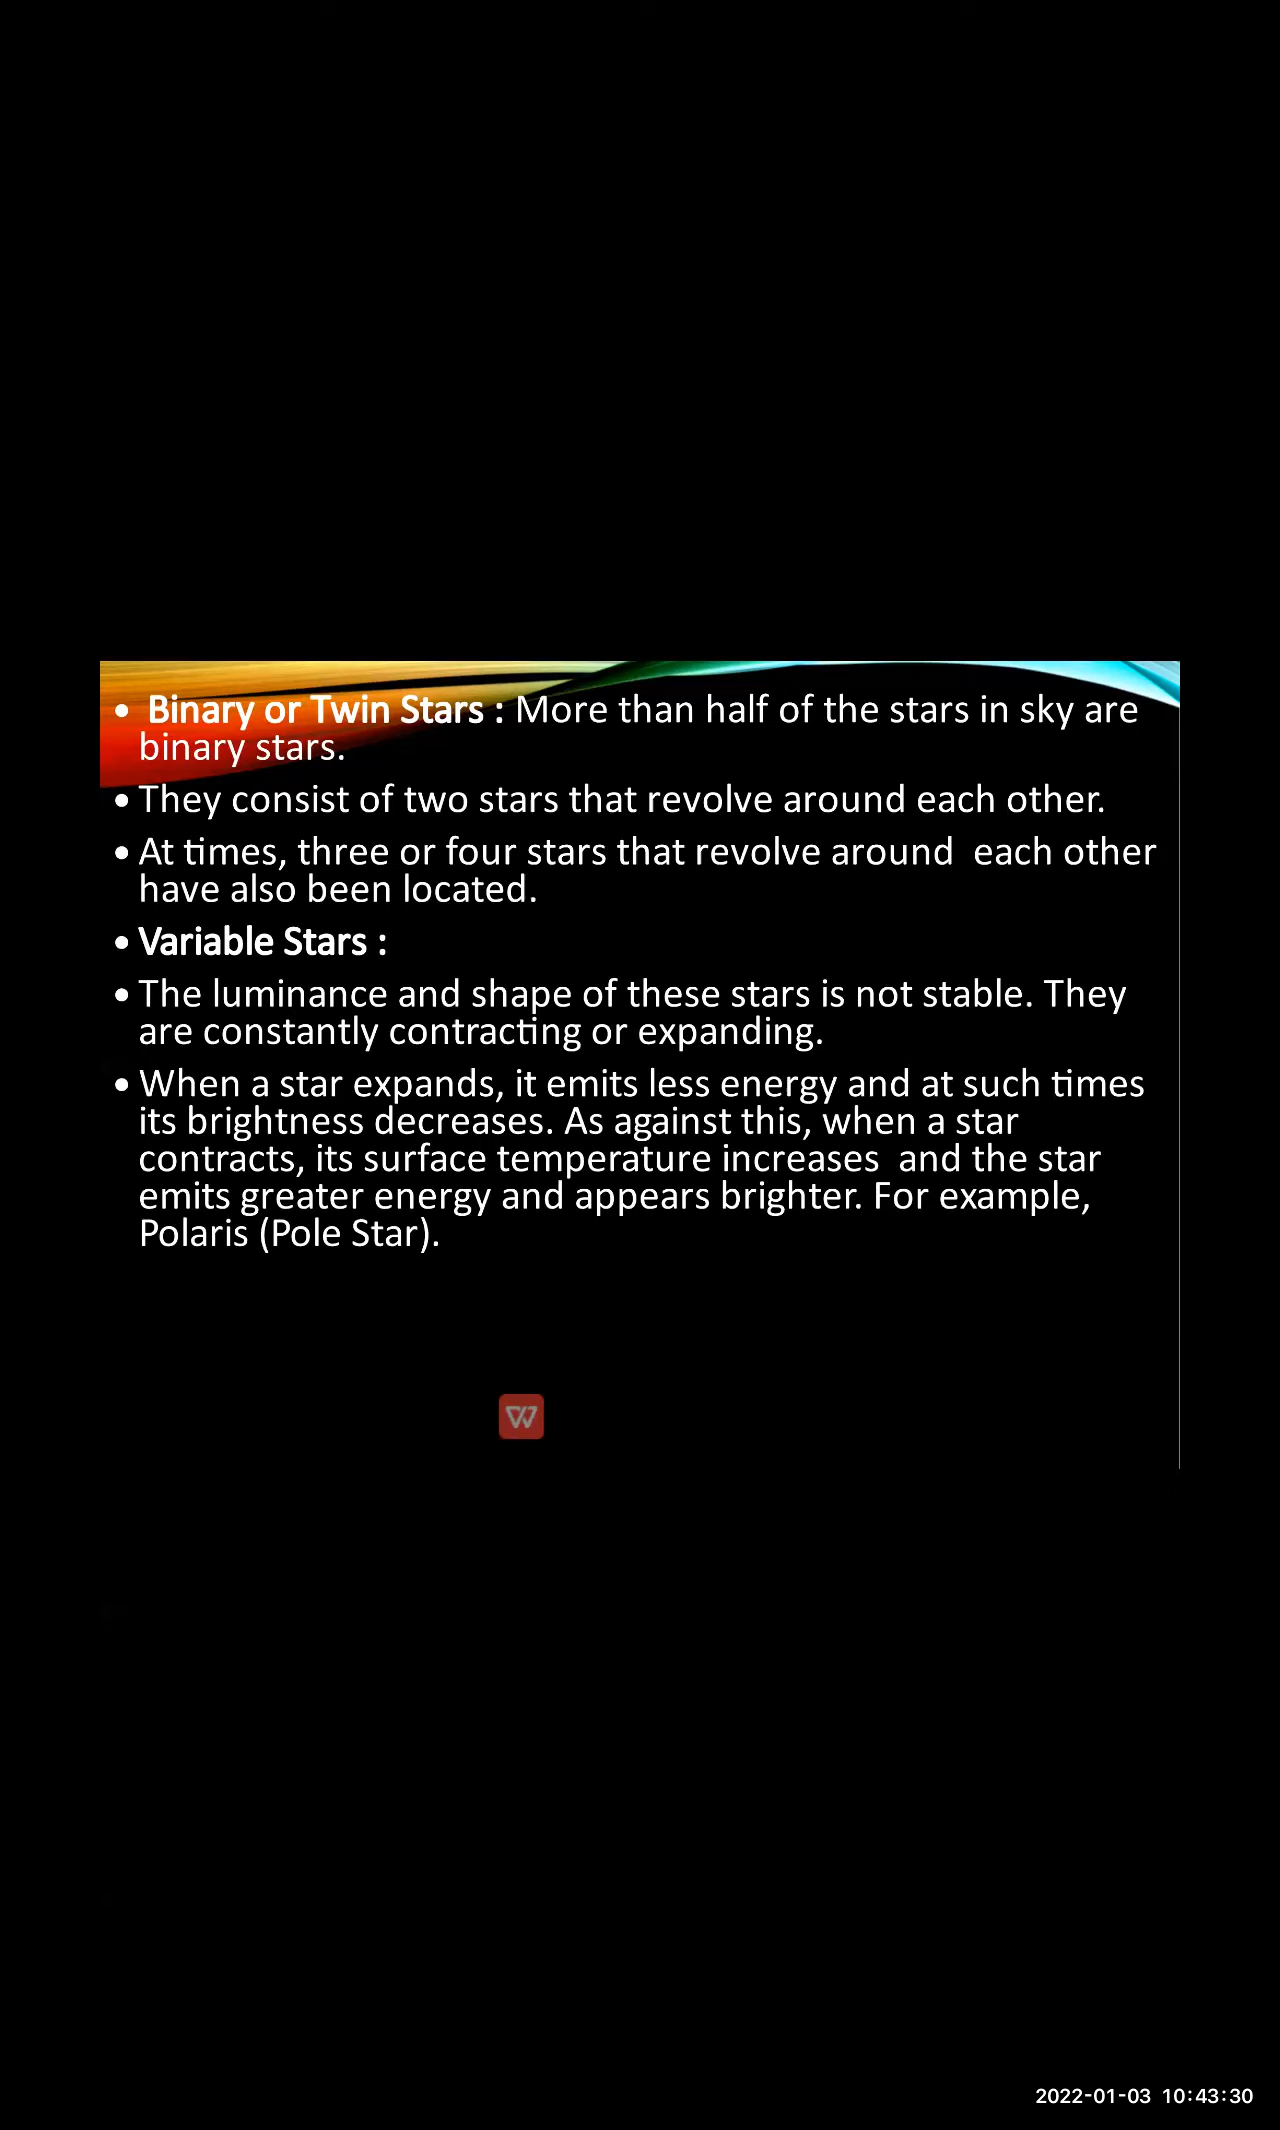 • Binary or Twin Stars : More than half of the stars in sky are
binary stars.
• They consist of two stars that revolve around each other.
• At times, three or four stars that revolve around  each other
have also been located.
• Variable Stars :
• The luminance and shape of these stars is not stable. They
are constantly contracting or expanding.
• When a star expands, it emits less energy and at such times
its brightness decreases. As against this, when a star
contracts, its surface temperature increases  and the star
emits greater energy and appears brighter. For example,
Polaris (Pole Star).
W
2022-01-03 10:43:30